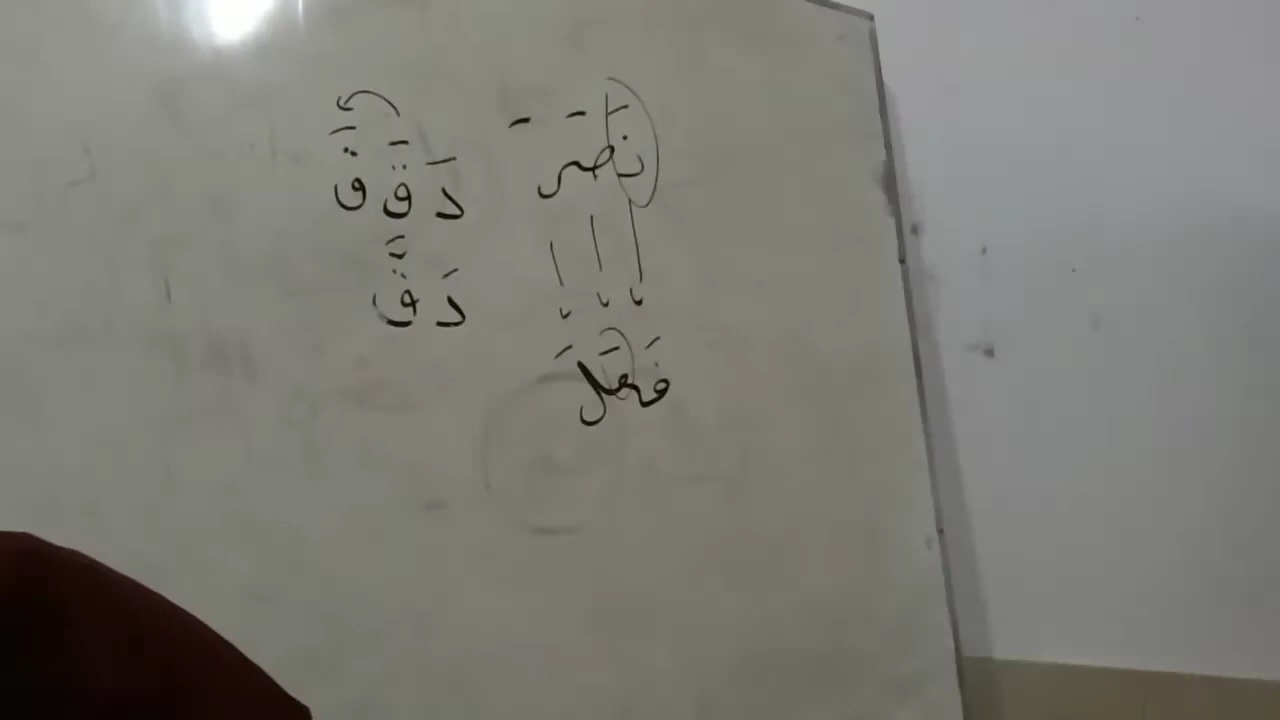 نَصَرَ
دَ قَ قَ
دَقَّ
فَعَلَ